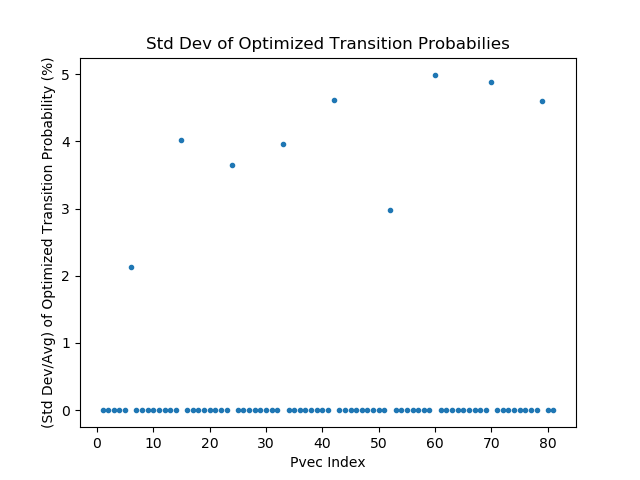 Std Dev of Optimized Transition Probabilies
(Std Dev/Avg) of Optimized Transition Probability (%)
5
4
3
2
1
0
0 10 20 30 40 50 60 70 80
Pvec Index